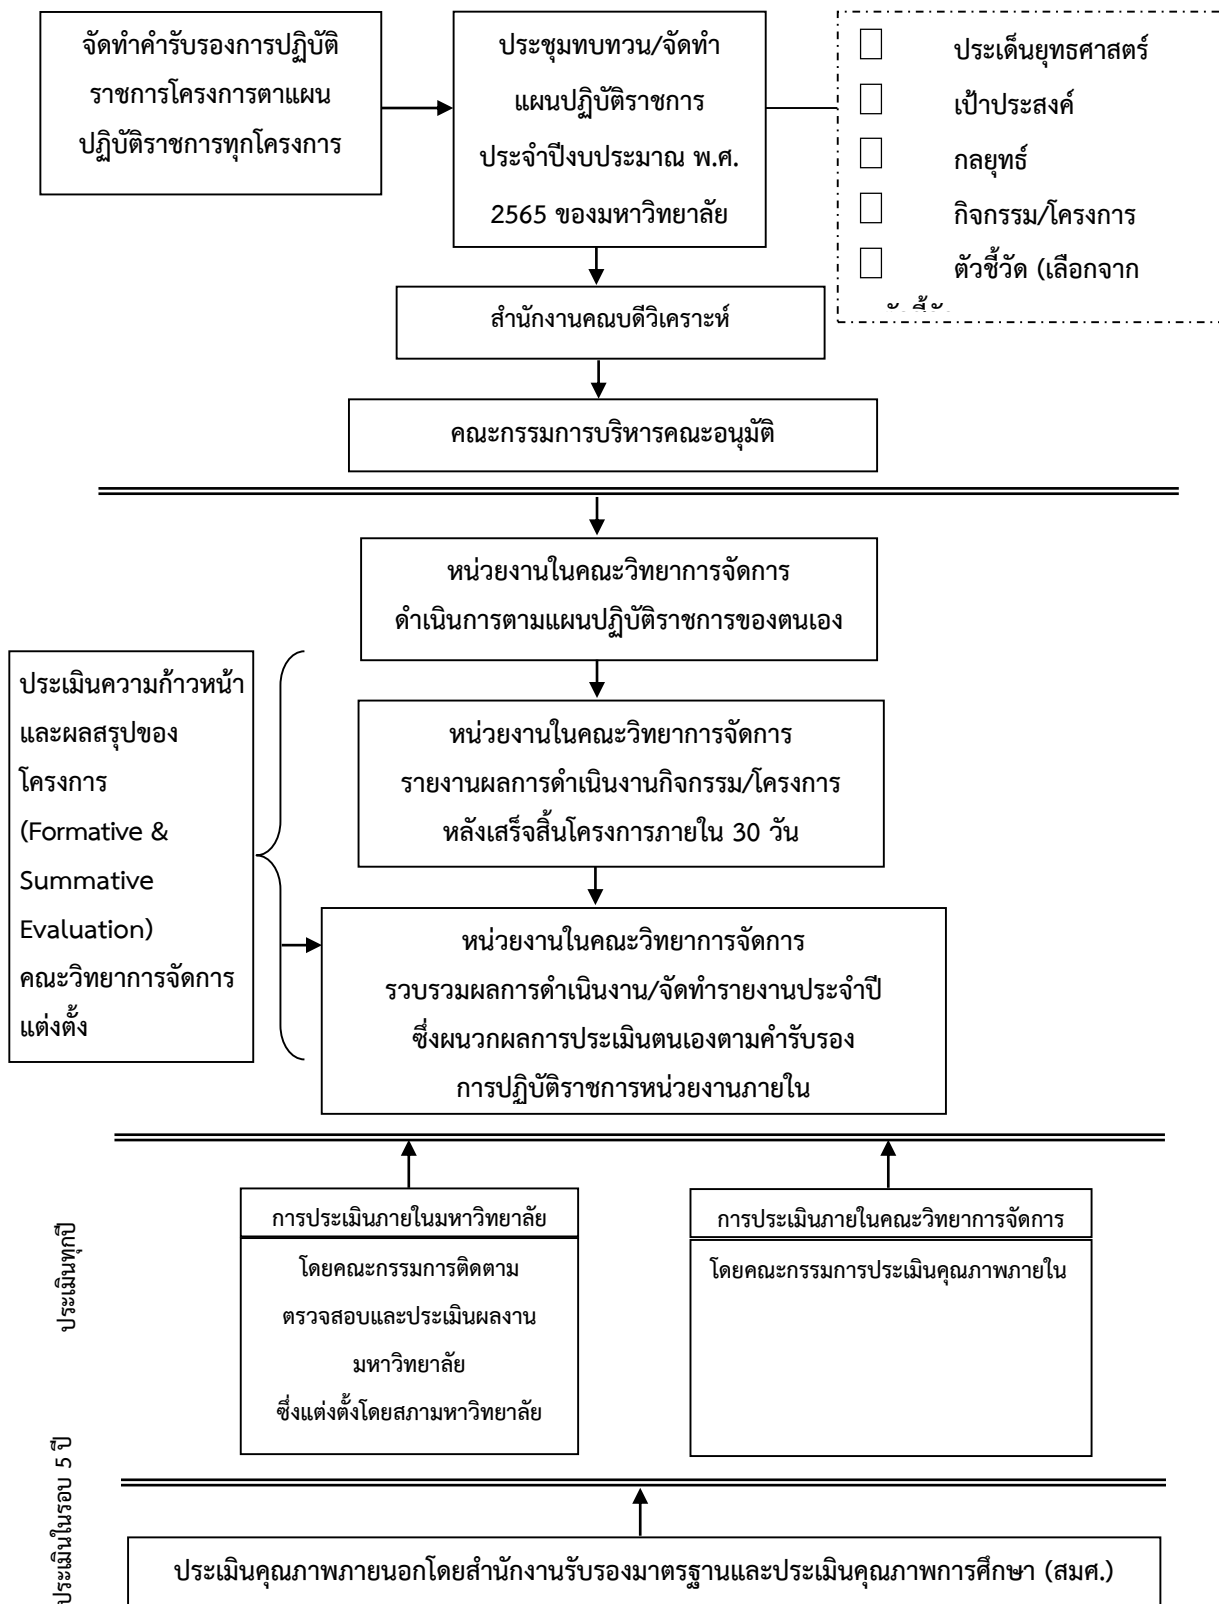 จัดทำคำรับรองการปฏิบัติ
ราชการโครงการตาแผน
ปฏิบัติราชการทุกโครงการ
ประชุมทบทวน/จัดทำ
แผนปฏิบัติราชการ
ประจำปีงบประมาณ พ.ศ.
2565 ของมหาวิทยาลัย
ประเด็นยุทธศาสตร์
เป้าประสงค์
กลยุทธ์
กิจกรรม/โครงการ
ตัวชี้วัด (เลือกจาก
สำนักงานคณบดีวิเคราะห์
คณะกรรมการบริหารคณะอนุมัติ
หน่วยงานในคณะวิทยาการจัดการ
ดำเนินการตามแผนปฏิบัติราชการของตนเอง
ประเมินความก้าวหน้า
และผลสรุปของ
โครงการ
(Formative &
Summative
Evaluation)
คณะวิทยาการจัดการ
แต่งตั้ง
หน่วยงานในคณะวิทยาการจัดการ
รายงานผลการดำเนินงานกิจกรรม/โครงการ
หลังเสร็จสิ้นโครงการภายใน 30 วัน
หน่วยงานในคณะวิทยาการจัดการ
รวบรวมผลการดำเนินงาน/จัดทำรายงานประจำปี
ซึ่งผนวกผลการประเมินตนเองตามคำรับรอง
การปฏิบัติราชการหน่วยงานภายใน
ประเมินทุกปี
การประเมินภายในมหาวิทยาลัย
โดยคณะกรรมการติดตาม
ตรวจสอบและประเมินผลงาน
มหาวิทยาลัย
ซึ่งแต่งตั้งโดยสภามหาวิทยาลัย
การประเมินภายในคณะวิทยาการจัดการ
โดยคณะกรรมการประเมินคุณภาพภายใน
ประเมินในรอบ 5 ปี
ประเมินคุณภาพภายนอกโดยสำนักงานรับรองมาตรฐานและประเมินคุณภาพการศึกษา (สมศ.)